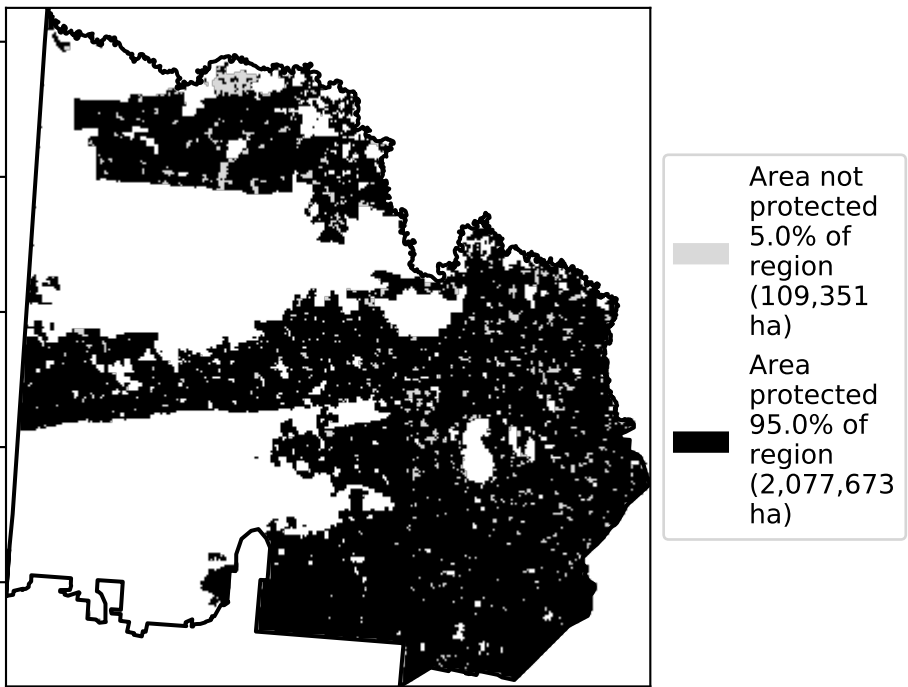 Area not
protected
5.0% of
region
(109,351
ha)
Area
protected
95.0% of
region
(2,077,673
ha)